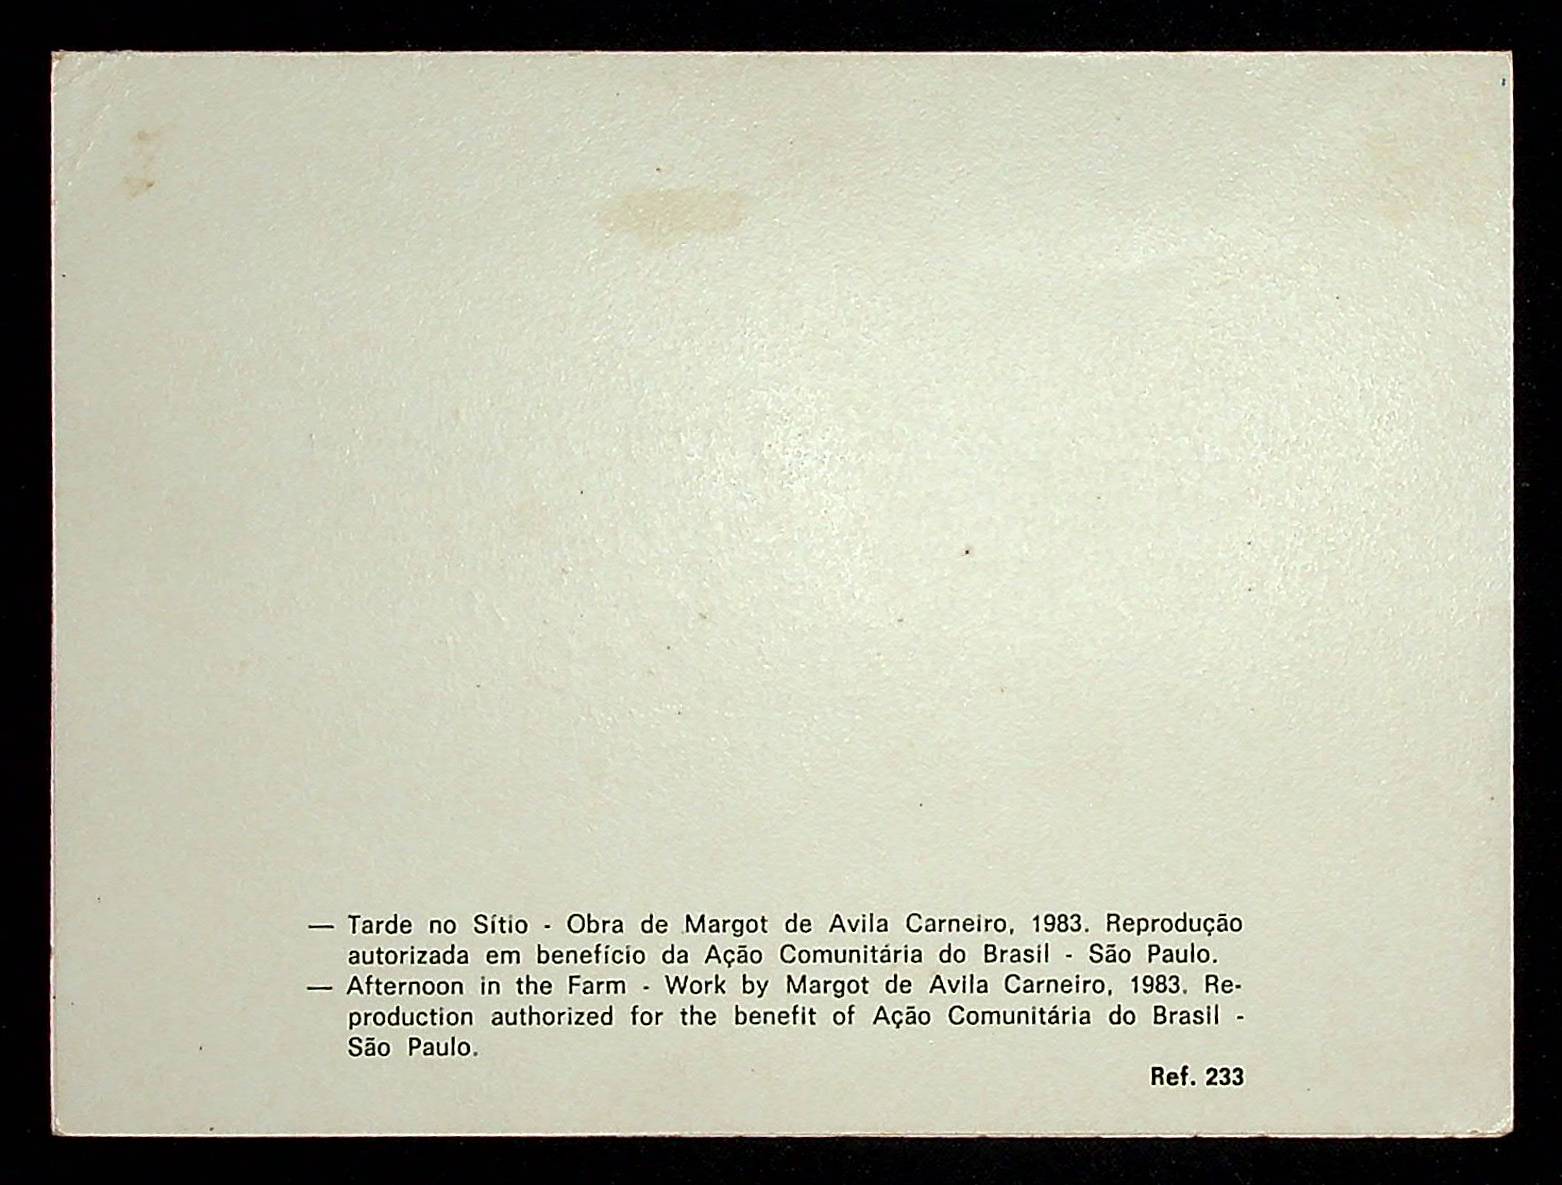 — Tarde no Sítio - Obra de Margot de Avila Carneiro, 1983. Reprodução
autorizada em benefício da Ação Comunitária do Brasil - São Paulo.
— Afternoon in the Farm - Work by Margot de Avila Carneiro, 1983. Re-
production authorized for the benefit of Ação Comunitária do Brasil -
São Paulo.
Ref. 233